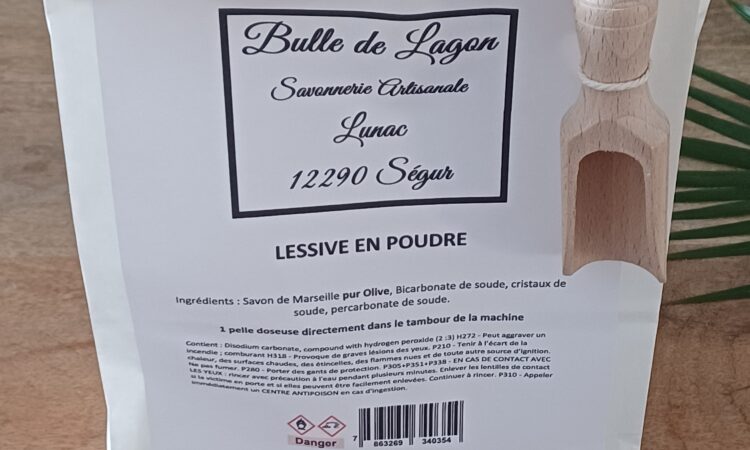 Bulle de Lagon
Savonnerie Artisanale
Lunac
12290 Ségur
LESSIVE EN POUDRE
Ingrédients : Savon de Marseille pur Olive, Bicarbonate de soude, cristaux de
soude, percarbonate de soude.
1 pelle doseuse directement dans le tambour de la machine
Contient : Disodium carbonate, compound with hydrogen peroxide (2 :3) H272 - Peut aggraver un
incendie ; comburant H318 - Provoque de graves lésions des yeux. P210 - Tenir à l'écart de la
chaleur, des surfaces chaudes, des étincelles, des flammes nues et de toute autre source d'ignition.
Ne pas fumer. P280 - Porter des gants de protection. P305+P351+P338 - EN CAS DE CONTACT AVEC
LES YEUX : rincer avec précaution à l'eau pendant plusieurs minutes. Enlever les lentilles de contact
si la victime en porte et si elles peuvent être facilement enlevées. Continuer à rincer. P310 - Appeler
immédiatement un CENTRE ANTIPOISON en cas d'ingestion.
Danger
7 663269 340354